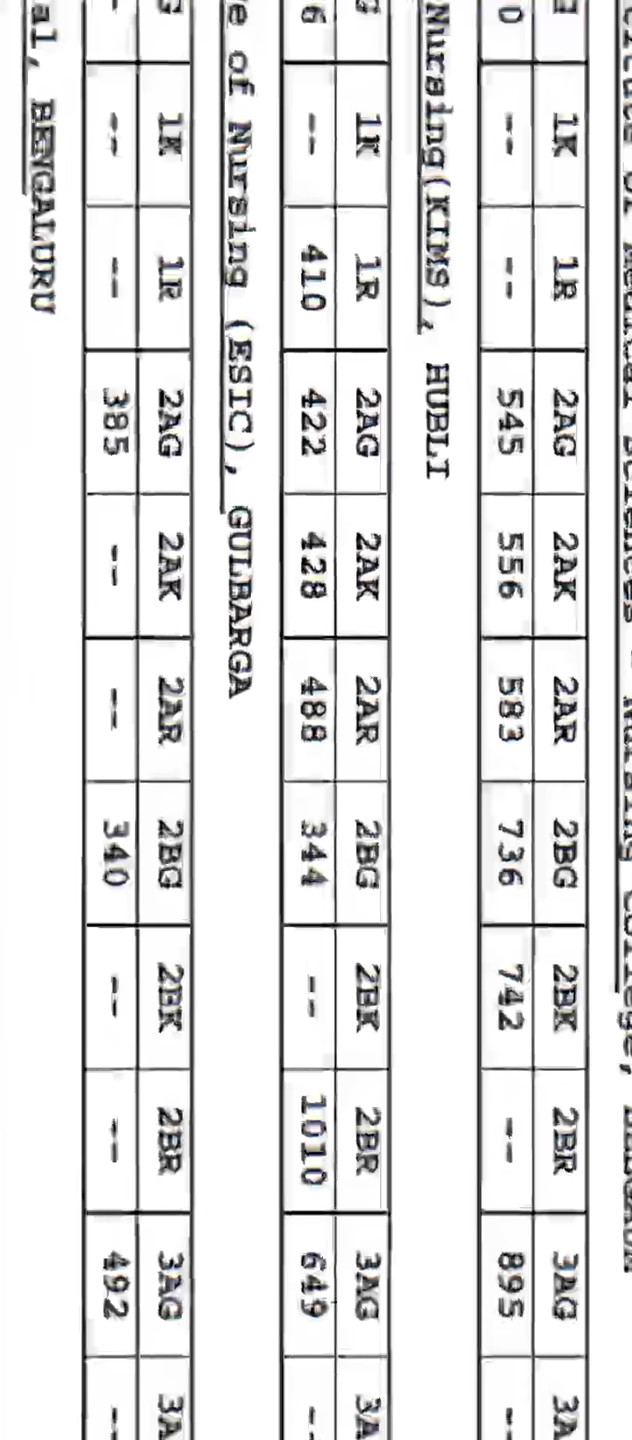 1K 1R 2AG 2AK 2AR 2BG 2BK 2BR 3AG 3A
0 -- -- 545 556 583 736 742 -- 895 --
Nursing(KIMS), HUBLI
G 1K 1R 2AG 2AK 2AR 2BG 2BK 2BR 3AG 3A
6 -- 410 422 428 488 344 -- 1010 649 --
e of Nursing (ESIC), GULBARGA
G 1K 1R 2AG 2AK 2AR 2BG 2BK 2BR 3AG 3A
- -- -- 385 -- -- 340 -- -- 492 --
al, BENGALURU